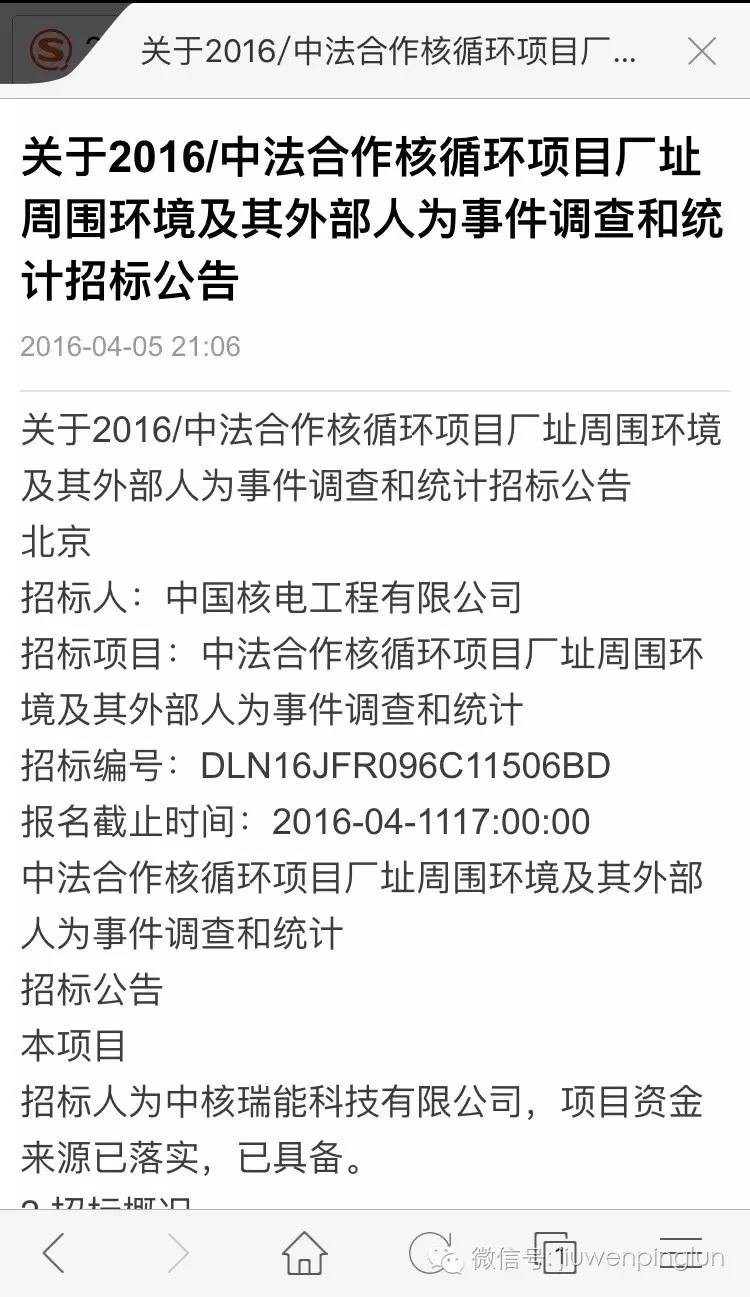 关于2016/中法合作核循环项目厂...
关于2016/中法合作核循环项目厂址
周围环境及其外部人为事件调查和统
计招标公告
2016-04-05 21:06
关于2016/中法合作核循环项目厂址周围环境
及其外部人为事件调查和统计招标公告
北京
招标人：中国核电工程有限公司
招标项目：中法合作核循环项目厂址周围环
境及其外部人为事件调查和统计
招标编号：DLN16JFR096C11506BD
报名截止时间：2016-04-1117:00:00
中法合作核循环项目厂址周围环境及其外部
人为事件调查和统计
招标公告
本项目
招标人为中核瑞能科技有限公司，项目资金
来源已落实，已具备。
2 招标概况
1
微信号: jiuwenpinglun